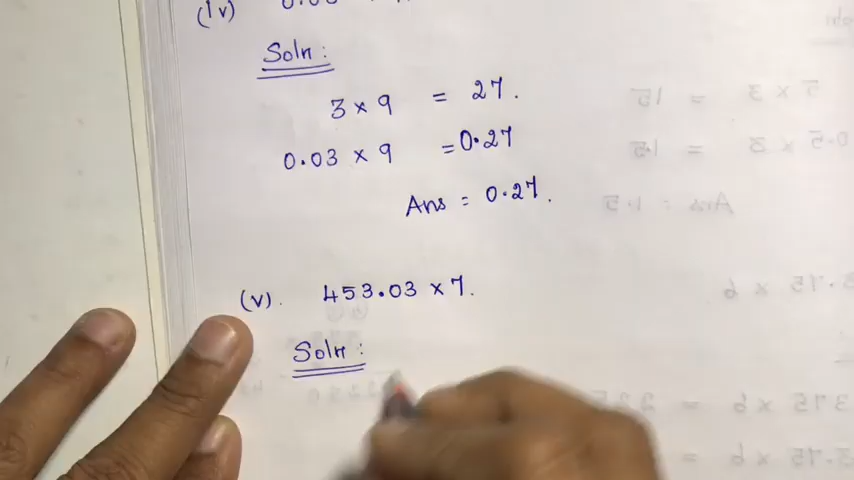 (iv)
Soln :
3 × 9 = 27.
0.03 × 9 = 0.27
Ans = 0.27.
(v). 453.03 × 7.
Soln :